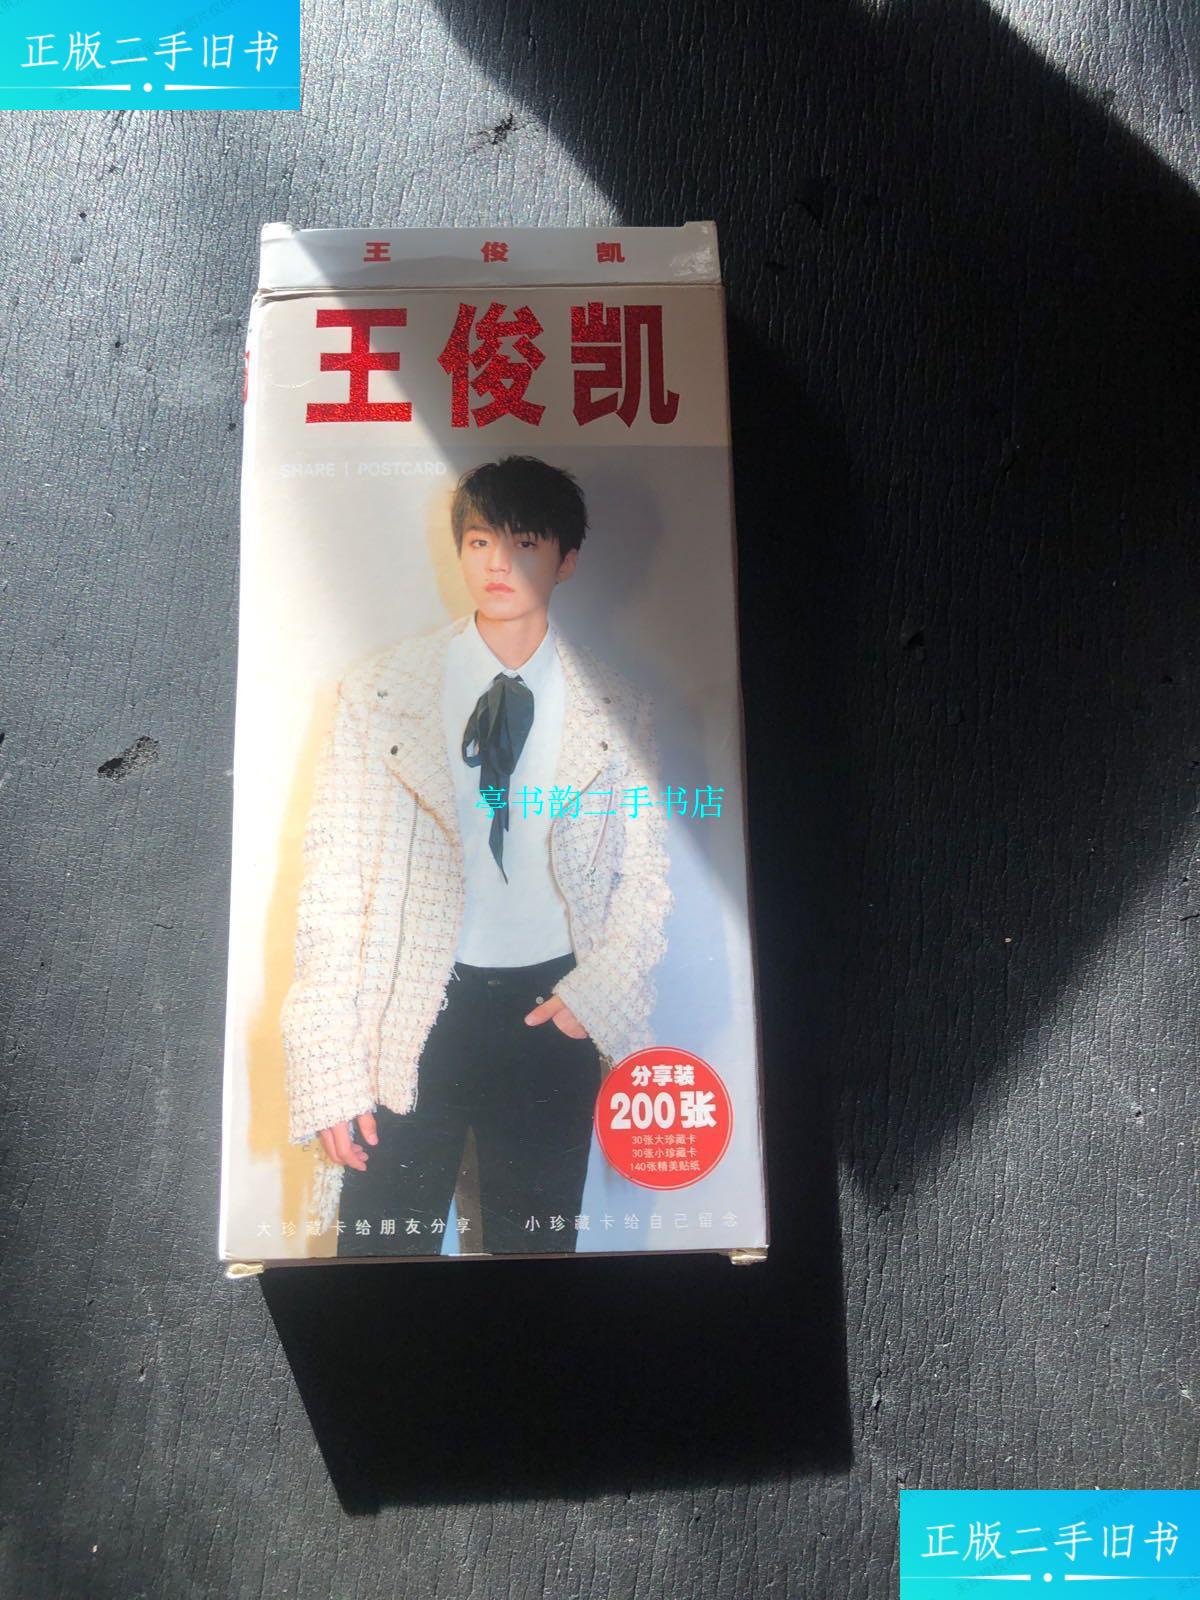 正版二手旧书
王 俊 凯
王俊凯
SHARE | POSTCARD
亭书韵二手书店
分享装
200张
30张大珍藏卡
30张小珍藏卡
140张精美贴纸
大珍藏卡给朋友分享 小珍藏卡给自己留念
正版二手旧书